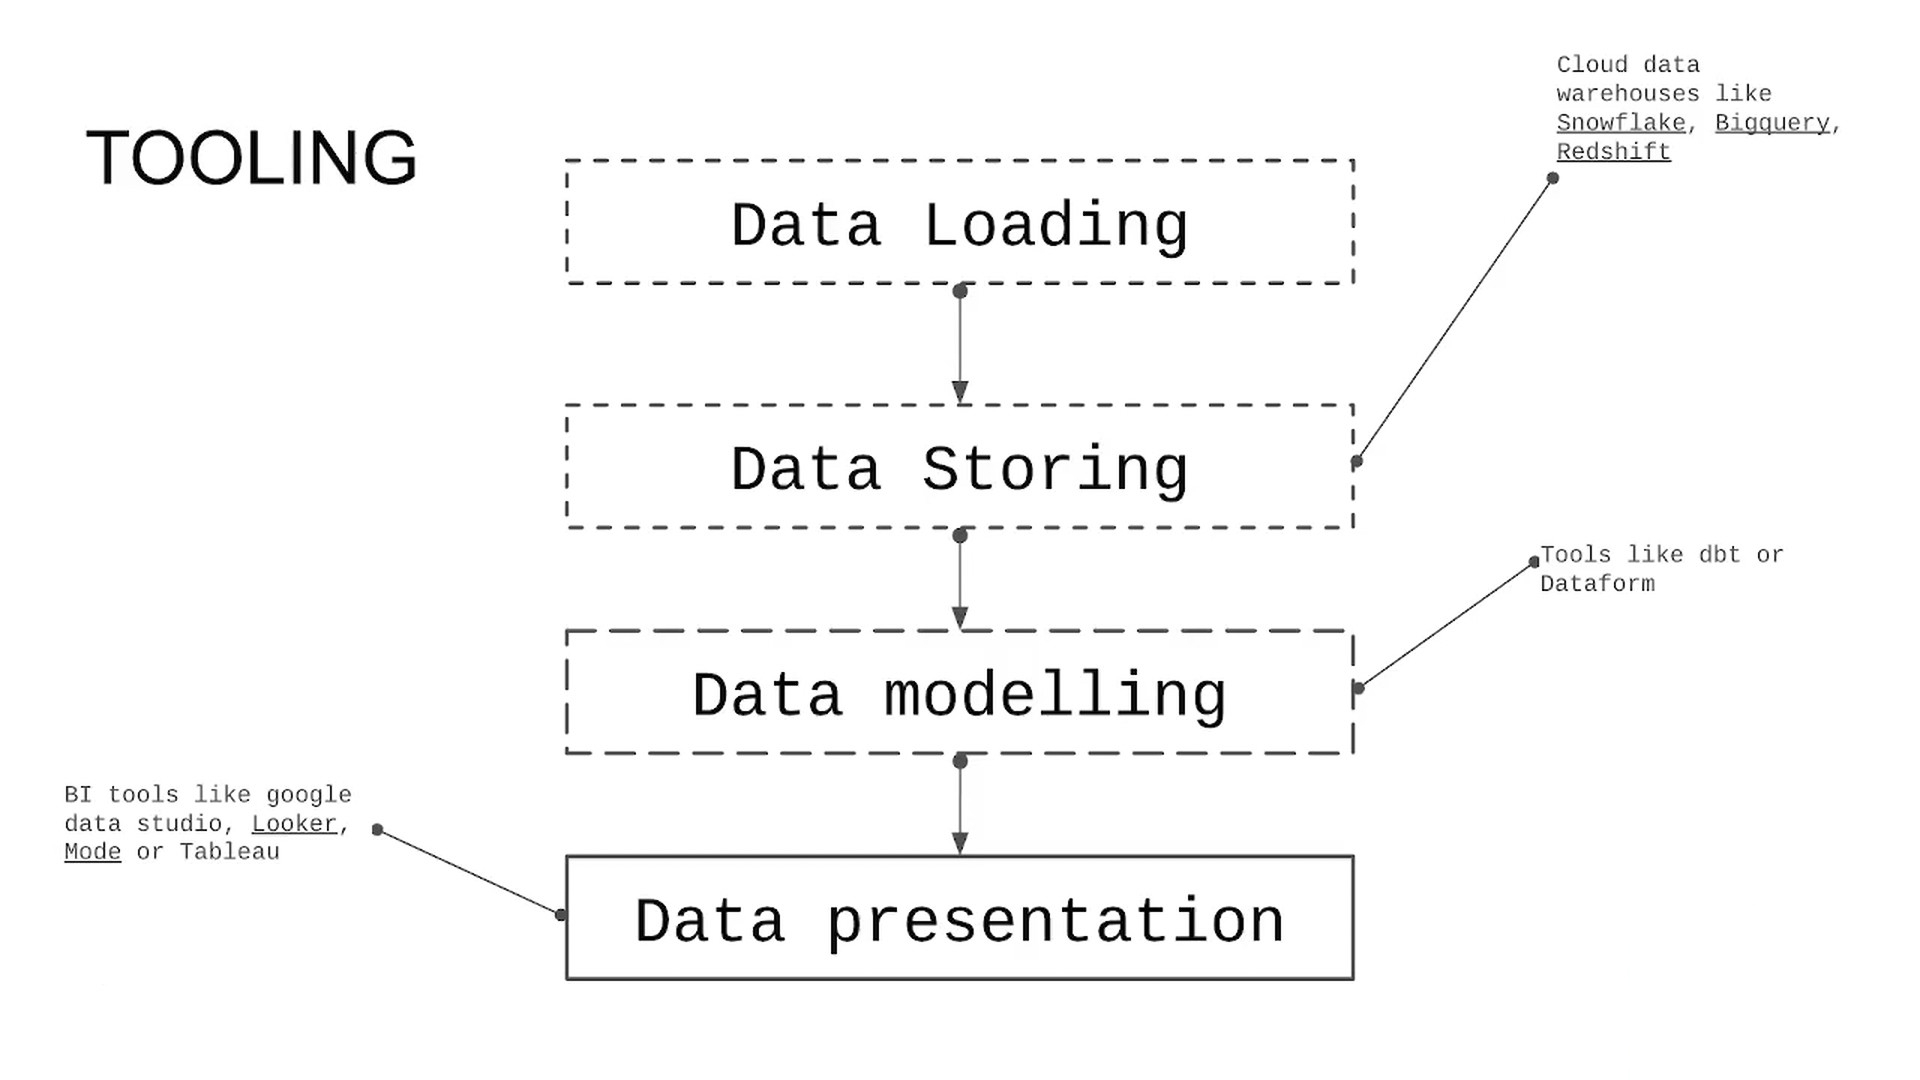 TOOLING
Cloud data
warehouses like
Snowflake, Bigquery,
Redshift
Data Loading
Data Storing
Tools like dbt or
Dataform
Data modelling
BI tools like google
data studio, Looker,
Mode or Tableau
Data presentation